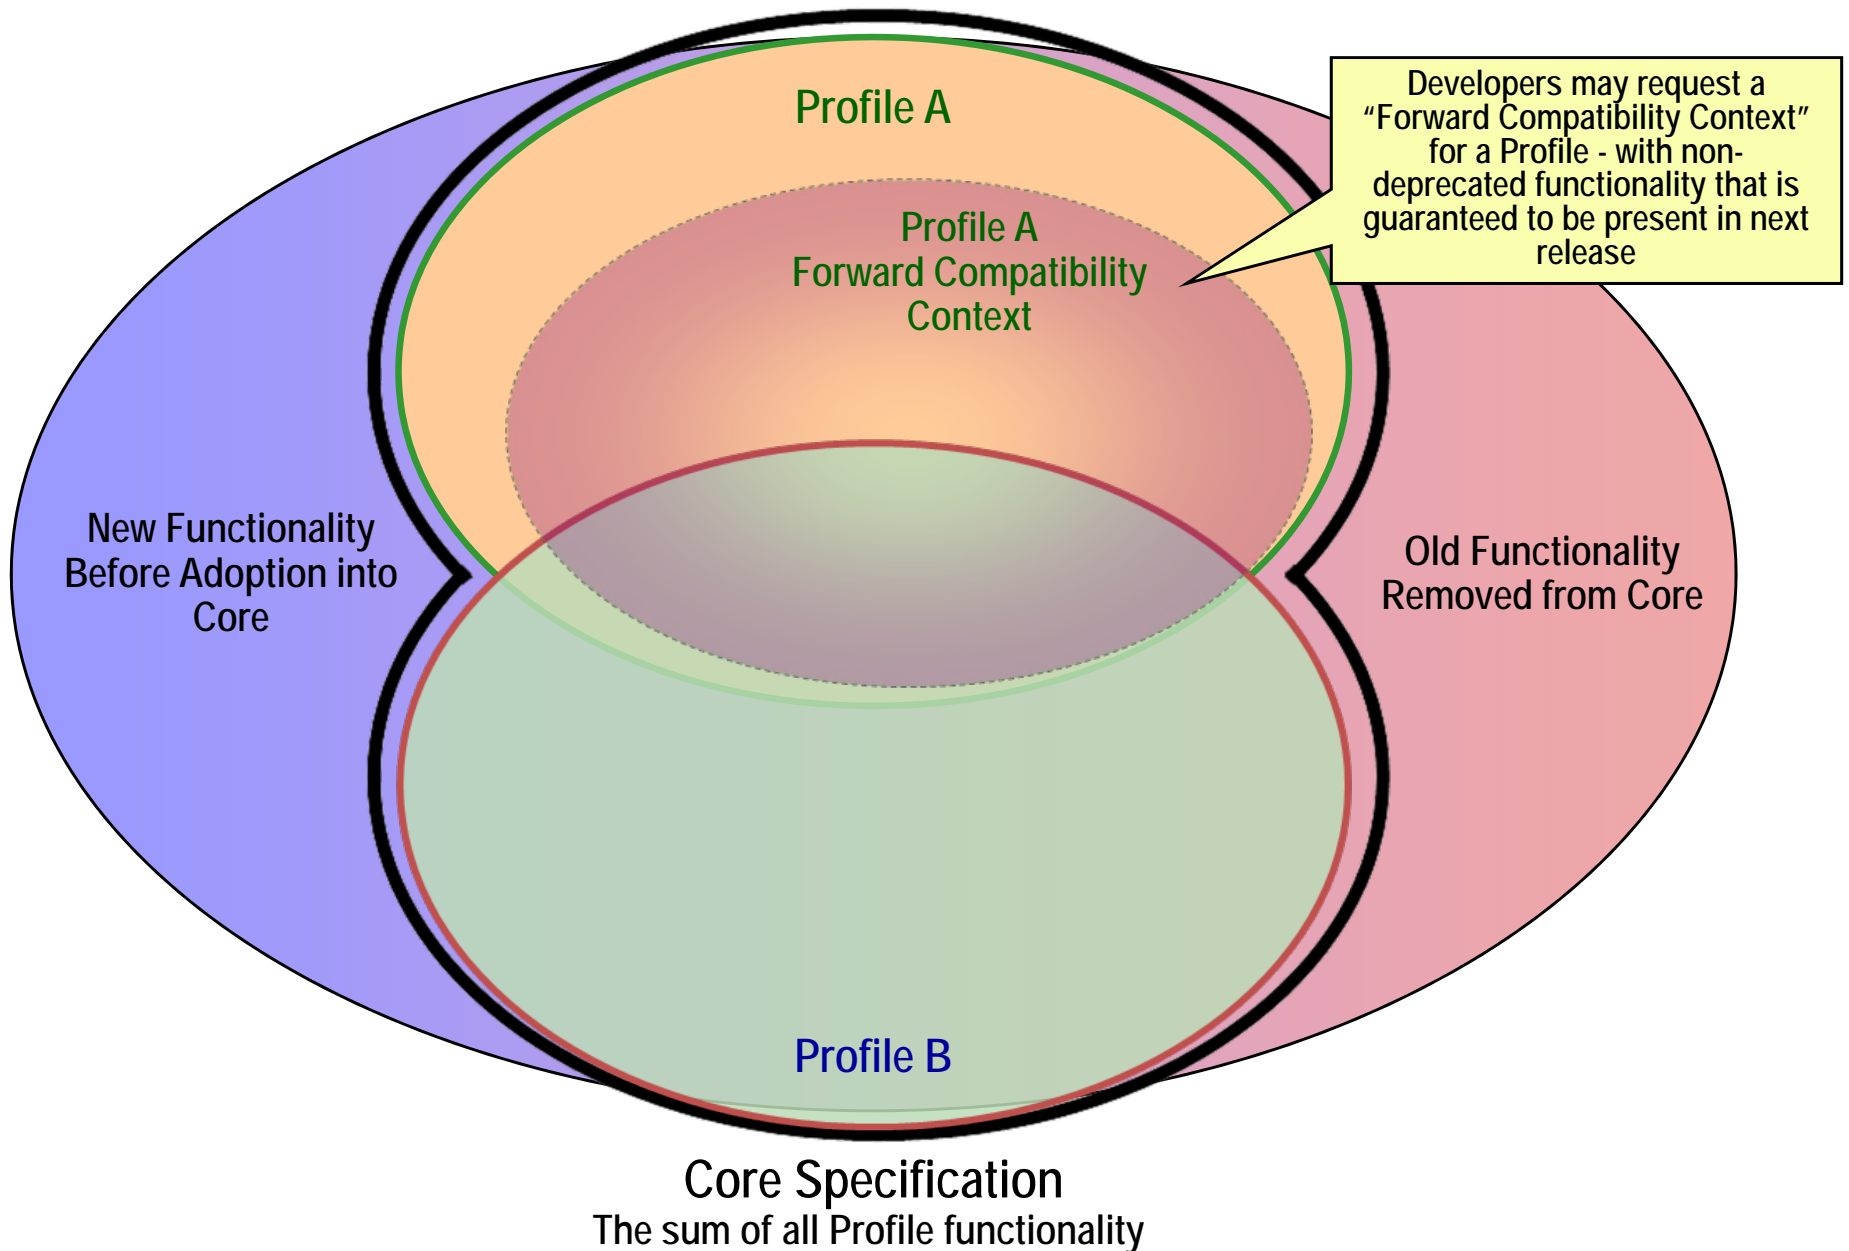 Profile A
Developers may request a
“Forward Compatibility Context”
for a Profile - with non-
deprecated functionality that is
guaranteed to be present in next
release
Profile A
Forward Compatibility
Context
New Functionality
Before Adoption into
Core
Old Functionality
Removed from Core
Profile B
Core Specification
The sum of all Profile functionality